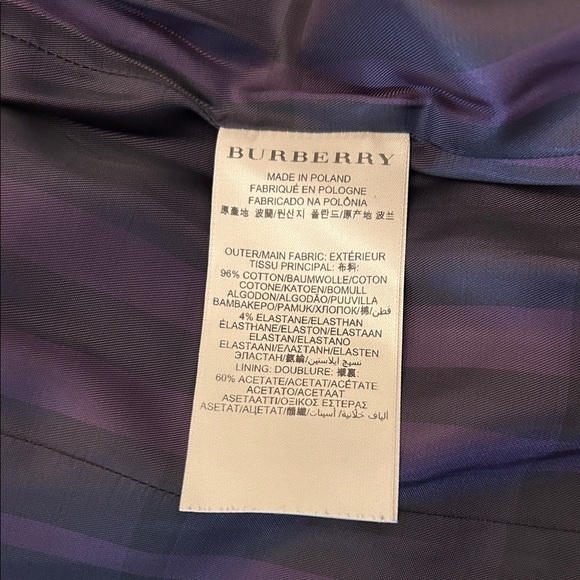 BURBERRY
MADE IN POLAND
FABRIQUÉ EN POLOGNE
FABRICADO NA POLÔNIA
原產地 波蘭/원산지 폴란드/原产地 波兰
OUTER/MAIN FABRIC: EXTÉRIEUR
TISSU PRINCIPAL: 布料:
96% COTTON/BAUMWOLLE/COTON
COTONE/KATOEN/BOMULL
ALGODON/ALGODÃO/PUUVILLA
ΒΑΜΒΑΚΕΡΟ/PAMUK/ХЛОПОК/棉/قطن
4% ELASTANE/ELASTHAN
ÉLASTHANE/ELASTON/ELASTAAN
ELASTAN/ELASTANO
ELASTAANI/ΕΛΑΣΤΑΝΗ/ELASTEN
ЭЛАСТАН/氨綸/نسيج ايلاستين
LINING: DOUBLURE: 襯裏:
60% ACETATE/ACETAT/ACÉTATE
ACETATO/ACETAAT
ASETAATTI/ΟΞΙΚΟΣ ΕΣΤΕΡΑΣ
ASETAT/АЦЕТАТ/醋纖/ألياف خلاتية/أسيتات